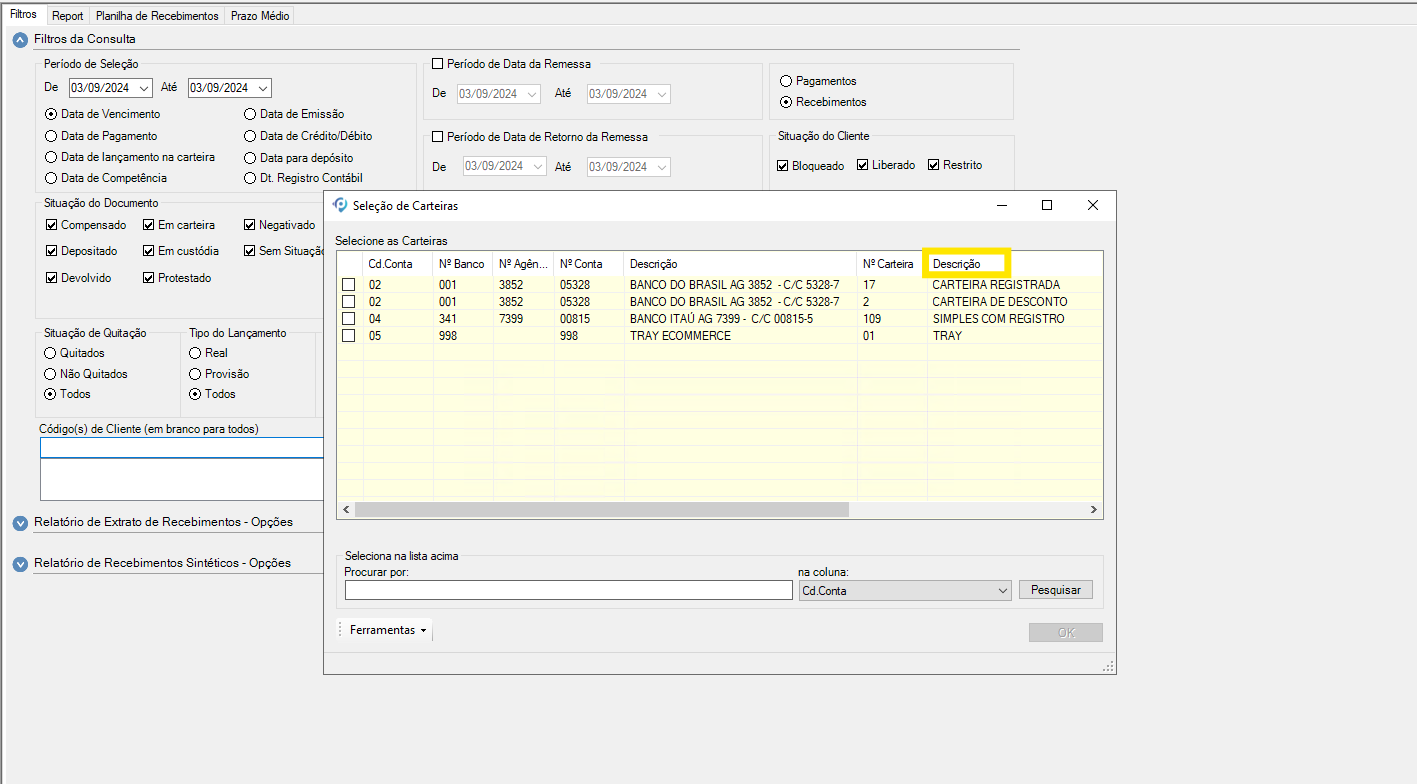 Filtros Report Planilha de Recebimentos Prazo Médio
Filtros da Consulta
Período de Seleção
De 03/09/2024 Até 03/09/2024
Data de Vencimento Data de Emissão
Data de Pagamento Data de Crédito/Débito
Data de lançamento na carteira Data para depósito
Data de Competência Dt. Registro Contábil
Período de Data da Remessa
De 03/09/2024 Até 03/09/2024
Período de Data de Retorno da Remessa
De 03/09/2024 Até 03/09/2024
Pagamentos
Recebimentos
Situação do Cliente
Bloqueado Liberado Restrito
Situação do Documento
Compensado Em carteira Negativado
Depositado Em custódia Sem Situação
Devolvido Protestado
Situação de Quitação
Quitados
Não Quitados
Todos
Tipo do Lançamento
Real
Provisão
Todos
Código(s) de Cliente (em branco para todos)
Relatório de Extrato de Recebimentos - Opções
Relatório de Recebimentos Sintéticos - Opções
Seleção de Carteiras
Selecione as Carteiras
Cd.Conta Nº Banco Nº Agên... Nº Conta Descrição Nº Carteira Descrição
02 001 3852 05328 BANCO DO BRASIL AG 3852 - C/C 5328-7 17 CARTEIRA REGISTRADA
02 001 3852 05328 BANCO DO BRASIL AG 3852 - C/C 5328-7 2 CARTEIRA DE DESCONTO
04 341 7399 00815 BANCO ITAÚ AG 7399 - C/C 00815-5 109 SIMPLES COM REGISTRO
05 998 998 TRAY ECOMMERCE 01 TRAY
Seleciona na lista acima
Procurar por: na coluna:
Cd.Conta Pesquisar
Ferramentas
OK